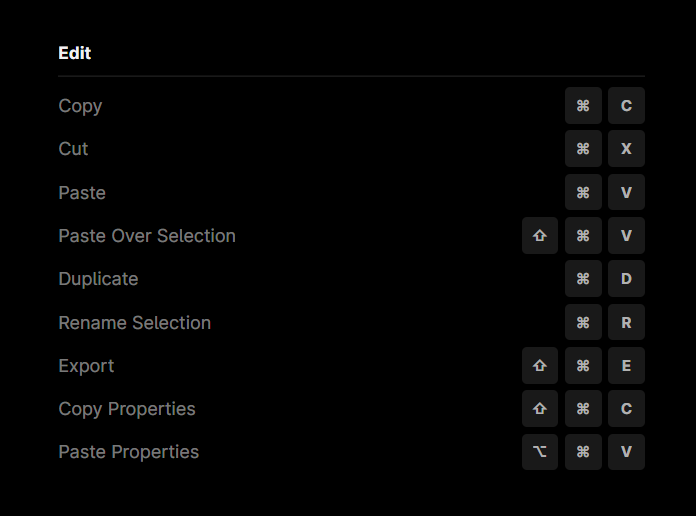 Edit
Copy ⌘ C
Cut ⌘ X
Paste ⌘ V
Paste Over Selection ⇧ ⌘ V
Duplicate ⌘ D
Rename Selection ⌘ R
Export ⇧ ⌘ E
Copy Properties ⇧ ⌘ C
Paste Properties ⌥ ⌘ V